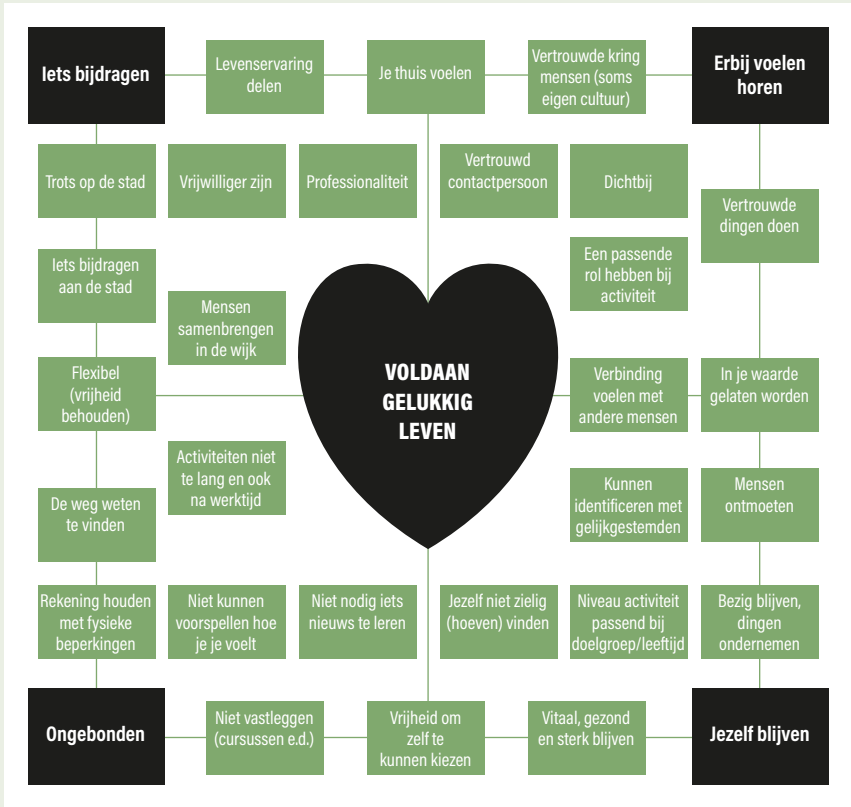 Iets bijdragen
Levenservaring
delen
Je thuis voelen
Vertrouwde kring
mensen (soms
eigen cultuur)
Erbij voelen
horen
Trots op de stad
Vrijwilliger zijn
Professionaliteit
Vertrouwd
contactpersoon
Dichtbij
Vertrouwde
dingen doen
Iets bijdragen
aan de stad
Een passende
rol hebben bij
activiteit
Mensen
samenbrengen
in de wijk
Flexibel
(vrijheid
behouden)
VOLDAAN
GELUKKIG
LEVEN
Verbinding
voelen met
andere mensen
In je waarde
gelaten worden
Activiteiten niet
te lang en ook
na werktijd
De weg weten
te vinden
Kunnen
identificeren met
gelijkgestemden
Mensen
ontmoeten
Rekening houden
met fysieke
beperkingen
Niet kunnen
voorspellen hoe
je je voelt
Niet nodig iets
nieuws te leren
Jezelf niet zielig
(hoeven) vinden
Niveau activiteit
passend bij
doelgroep/leeftijd
Bezig blijven,
dingen
ondernemen
Ongebonden
Niet vastleggen
(cursussen e.d.)
Vrijheid om
zelf te
kunnen kiezen
Vitaal, gezond
en sterk blijven
Jezelf blijven